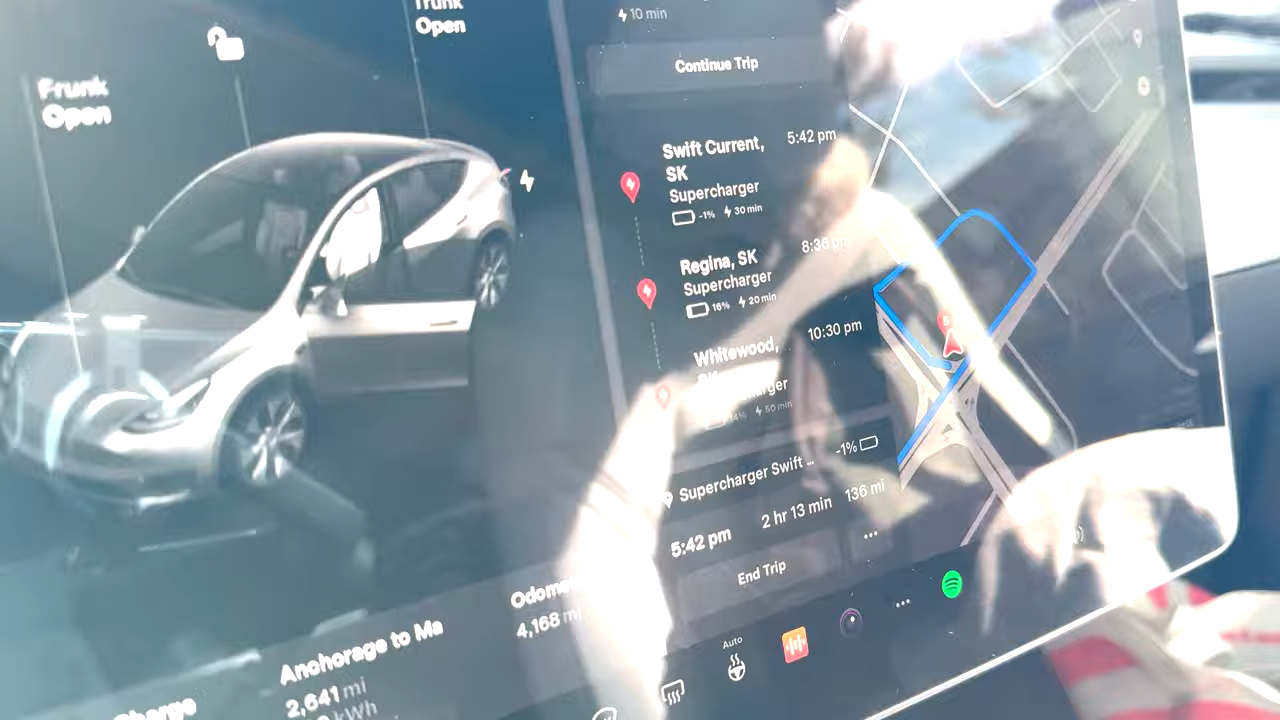 Frunk
Open
Trunk
Open
10 min
Continue Trip
Swift Current,
SK
Supercharger
5:42 pm
-1% 30 min
Regina, SK
Supercharger
8:36 pm
16% 20 min
Whitewood,
10:30 pm
50 min
Supercharger Swift ...
-1%
5:42 pm
2 hr 13 min
136 mi
End Trip
Odome
4,168 mi
Anchorage to Ma
2,641 mi
kWh
Charge
Auto